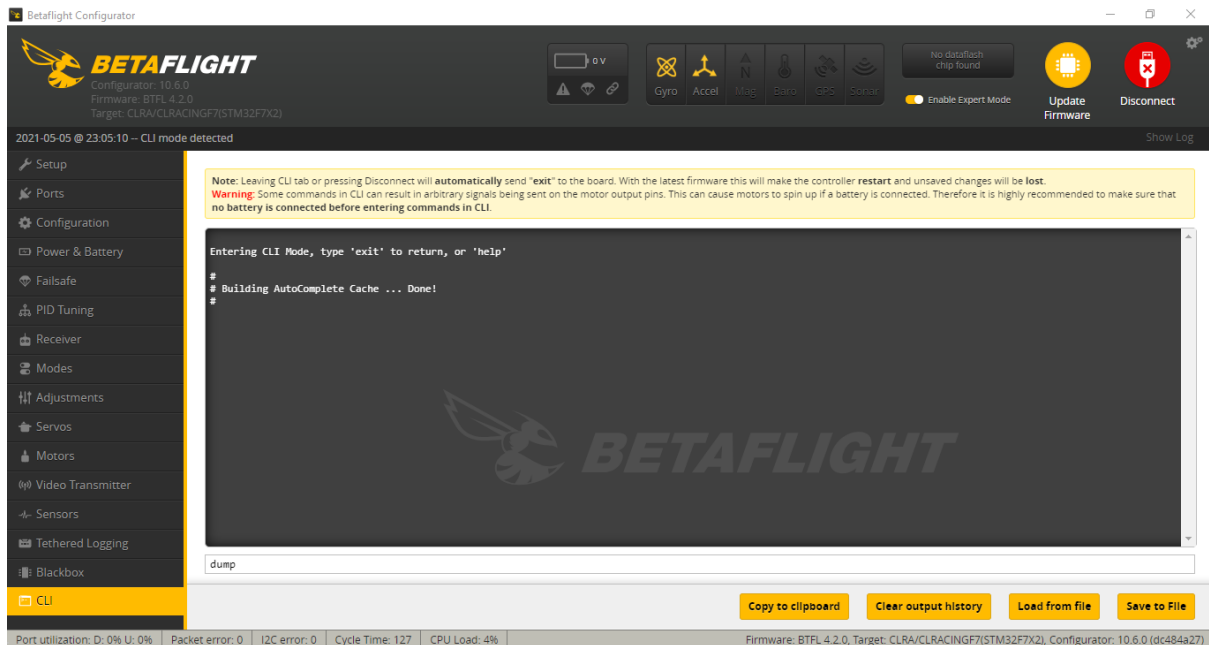 Betaflight Configurator
BETAFLIGHT
Configurator: 10.6.0
Firmware: BTFL 4.2.0
Target: CLRA/CLRACINGF7(STM32F7X2)
0 V
Gyro Accel Mag Baro GPS Sonar
No dataflash
chip found
Enable Expert Mode
Update
Firmware
Disconnect
2021-05-05 @ 23:05:10 -- CLI mode detected
Show Log
Setup
Ports
Configuration
Power & Battery
Failsafe
PID Tuning
Receiver
Modes
Adjustments
Servos
Motors
Video Transmitter
Sensors
Tethered Logging
Blackbox
CLI
Note: Leaving CLI tab or pressing Disconnect will automatically send "exit" to the board. With the latest firmware this will make the controller restart and unsaved changes will be lost.
Warning: Some commands in CLI can result in arbitrary signals being sent on the motor output pins. This can cause motors to spin up if a battery is connected. Therefore it is highly recommended to make sure that
no battery is connected before entering commands in CLI.
Entering CLI Mode, type 'exit' to return, or 'help'
#
# Building AutoComplete Cache ... Done!
#
BETAFLIGHT
dump
Copy to clipboard
Clear output history
Load from file
Save to File
Port utilization: D: 0% U: 0%
Packet error: 0
I2C error: 0
Cycle Time: 127
CPU Load: 4%
Firmware: BTFL 4.2.0, Target: CLRA/CLRACINGF7(STM32F7X2), Configurator: 10.6.0 (dc484a27)